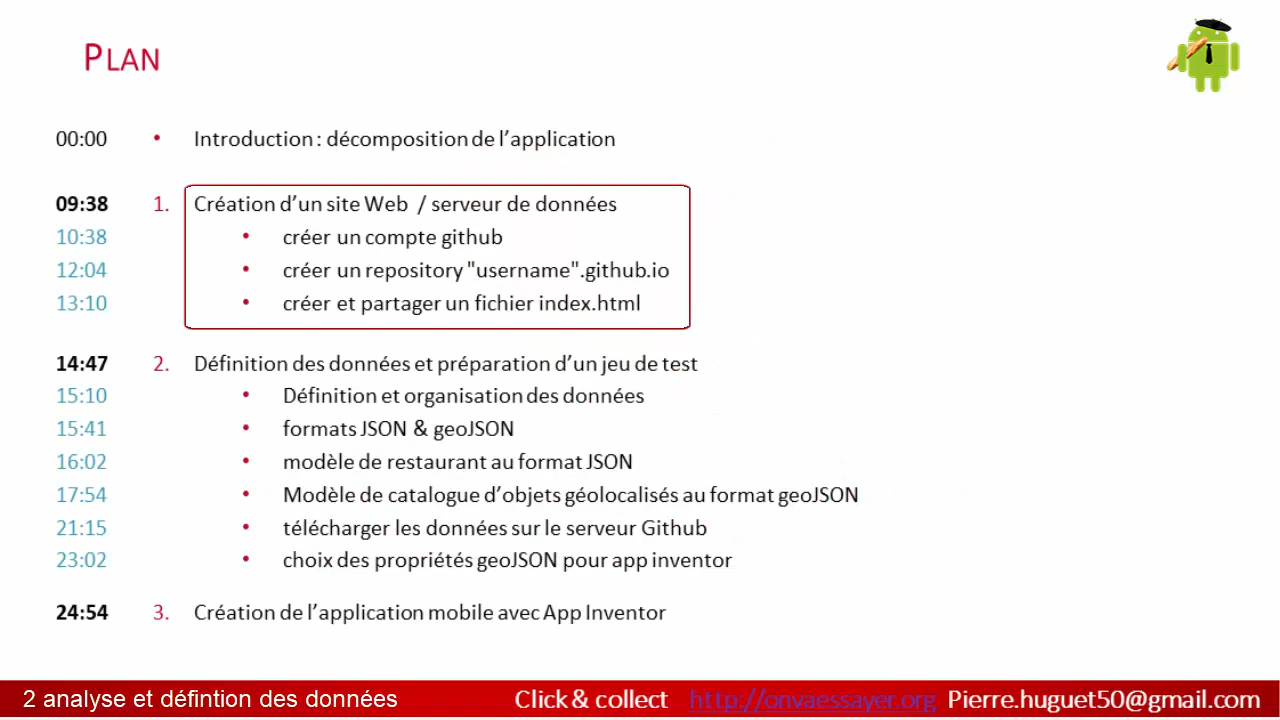 PLAN
00:00 • Introduction : décomposition de l’application
09:38 1. Création d’un site Web / serveur de données
10:38 • créer un compte github
12:04 • créer un repository "username".github.io
13:10 • créer et partager un fichier index.html
14:47 2. Définition des données et préparation d’un jeu de test
15:10 • Définition et organisation des données
15:41 • formats JSON & geoJSON
16:02 • modèle de restaurant au format JSON
17:54 • Modèle de catalogue d’objets géolocalisés au format geoJSON
21:15 • télécharger les données sur le serveur Github
23:02 • choix des propriétés geoJSON pour app inventor
24:54 3. Création de l’application mobile avec App Inventor
2 analyse et défintion des données Click & collect http://onvaessayer.org Pierre.huguet50@gmail.com